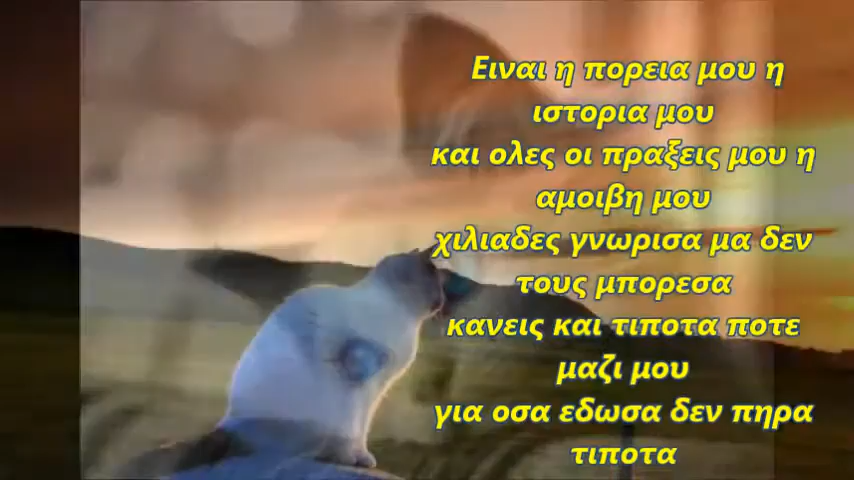 Ειναι η πορεια μου η
ιστορια μου
και ολες οι πραξεις μου η
αμοιβη μου
χιλιαδες γνωρισα μα δεν
τους μπορεσα
κανεις και τιποτα ποτε
μαζι μου
για οσα εδωσα δεν πηρα
τιποτα